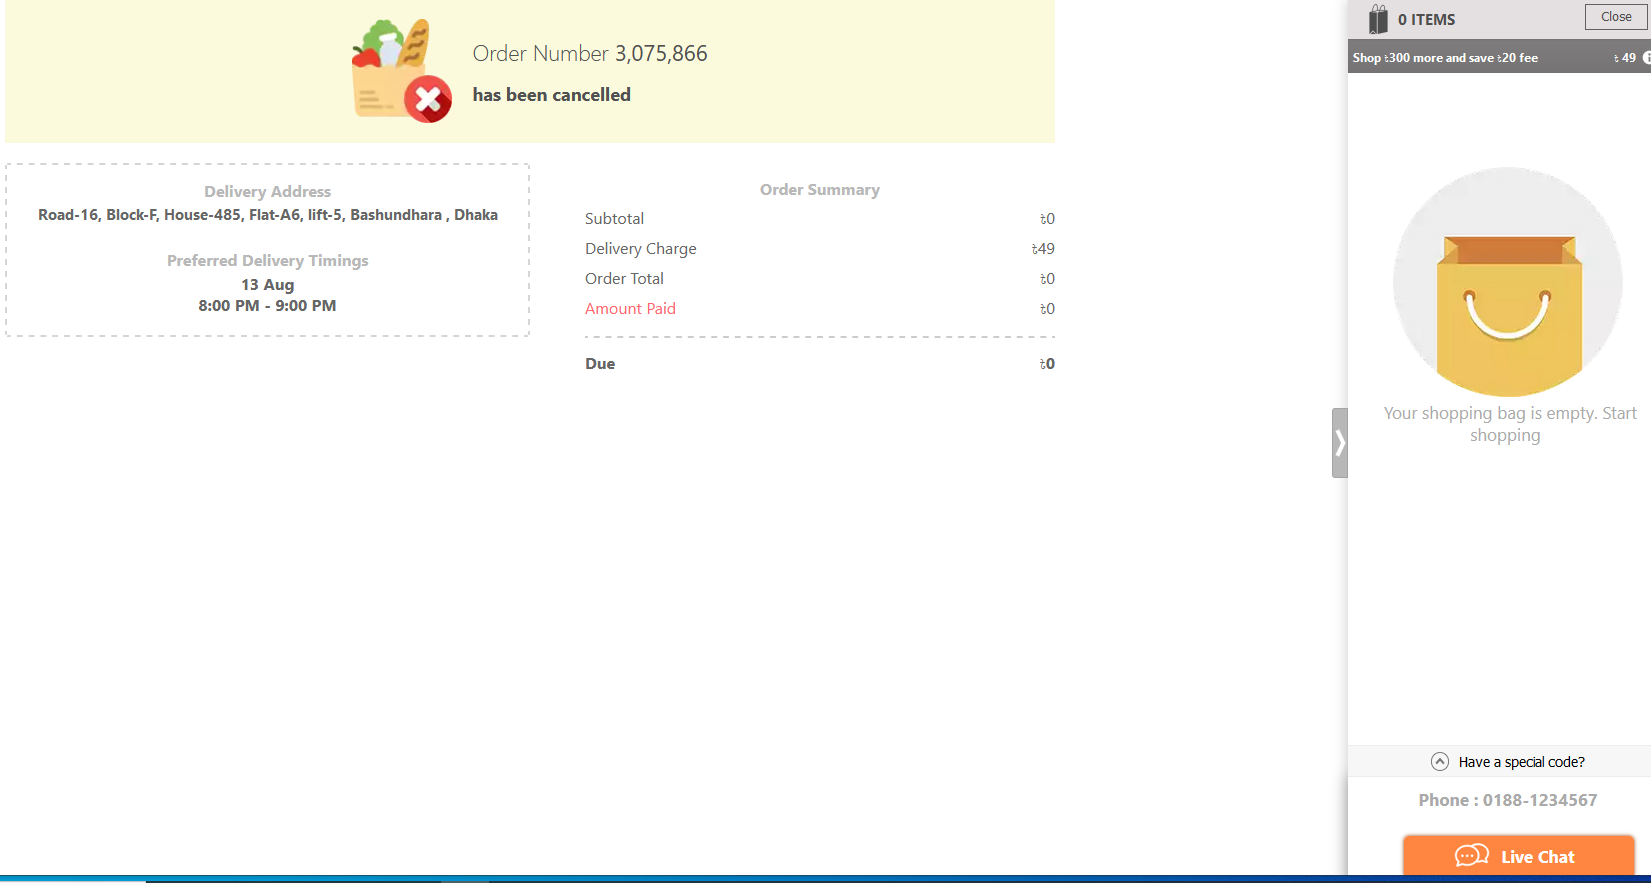 Order Number 3,075,866
has been cancelled
Delivery Address
Road-16, Block-F, House-485, Flat-A6, lift-5, Bashundhara , Dhaka
Preferred Delivery Timings
13 Aug
8:00 PM - 9:00 PM
Order Summary
Subtotal ৳0
Delivery Charge ৳49
Order Total ৳0
Amount Paid ৳0
Due ৳0
0 ITEMS Close
Shop ৳300 more and save ৳20 fee ৳ 49
Your shopping bag is empty. Start
shopping
Have a special code?
Phone : 0188-1234567
Live Chat